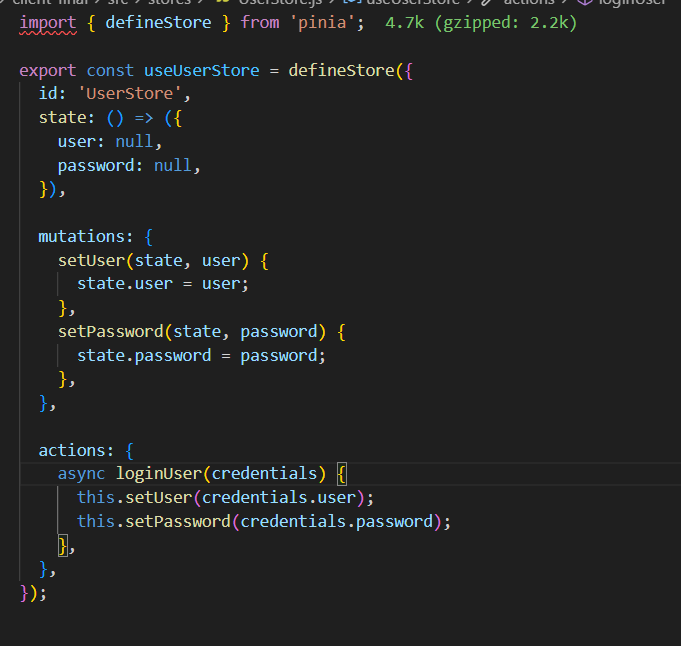 client-final > src > stores > UserStore.js > useUserStore > actions > loginUser
import { defineStore } from 'pinia';  4.7k (gzipped: 2.2k)

export const useUserStore = defineStore({
  id: 'UserStore',
  state: () => ({
    user: null,
    password: null,
  }),

  mutations: {
    setUser(state, user) {
      state.user = user;
    },
    setPassword(state, password) {
      state.password = password;
    },
  },

  actions: {
    async loginUser(credentials) {
      this.setUser(credentials.user);
      this.setPassword(credentials.password);
    },
  },
});